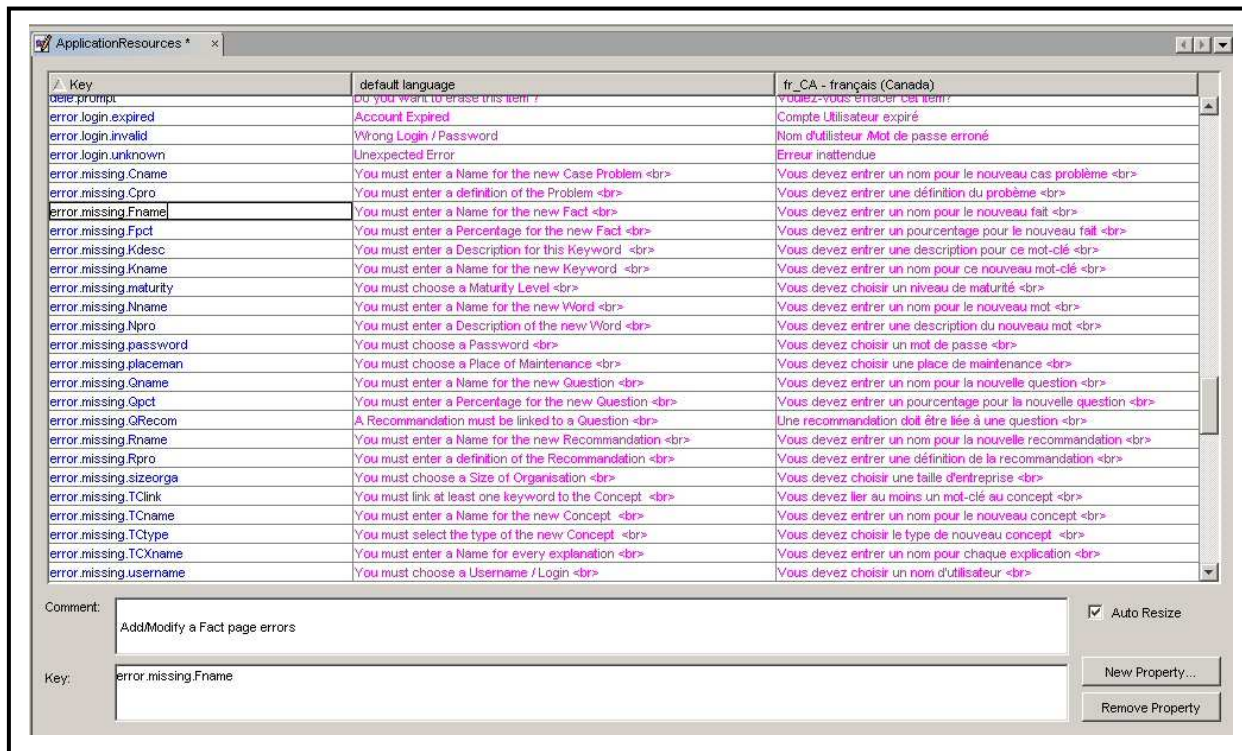 ApplicationResources * x
Key default language fr_CA - français (Canada)
dele.prompt Do you want to erase this item ? Voulez-vous effacer cet item?
error.login.expired Account Expired Compte Utilisateur expiré
error.login.invalid Wrong Login / Password Nom d'utilisteur /Mot de passe erroné
error.login.unknown Unexpected Error Erreur inattendue
error.missing.Cname You must enter a Name for the new Case Problem <br> Vous devez entrer un nom pour le nouveau cas problème <br>
error.missing.Cpro You must enter a definition of the Problem <br> Vous devez entrer une définition du probème <br>
error.missing.Fname You must enter a Name for the new Fact <br> Vous devez entrer un nom pour le nouveau fait <br>
error.missing.Fpct You must enter a Percentage for the new Fact <br> Vous devez entrer un pourcentage pour le nouveau fait <br>
error.missing.Kdesc You must enter a Description for this Keyword <br> Vous devez entrer une description pour ce mot-clé <br>
error.missing.Kname You must enter a Name for the new Keyword <br> Vous devez entrer un nom pour ce nouveau mot-clé <br>
error.missing.maturity You must choose a Maturity Level <br> Vous devez choisir un niveau de maturité <br>
error.missing.Nname You must enter a Name for the new Word <br> Vous devez entrer un nom pour le nouveau mot <br>
error.missing.Npro You must enter a Description of the new Word <br> Vous devez entrer une description du nouveau mot <br>
error.missing.password You must choose a Password <br> Vous devez choisir un mot de passe <br>
error.missing.placeman You must choose a Place of Maintenance <br> Vous devez choisir une place de maintenance <br>
error.missing.Qname You must enter a Name for the new Question <br> Vous devez entrer un nom pour la nouvelle question <br>
error.missing.Qpct You must enter a Percentage for the new Question <br> Vous devez entrer un pourcentage pour la nouvelle question <br>
error.missing.QRecom A Recommandation must be linked to a Question <br> Une recommandation doit être liée à une question <br>
error.missing.Rname You must enter a Name for the new Recommandation <br> Vous devez entrer un nom pour la nouvelle recommandation <br>
error.missing.Rpro You must enter a definition of the Recommandation <br> Vous devez entrer une définition de la recommandation <br>
error.missing.sizeorga You must choose a Size of Organisation <br> Vous devez choisir une taille d'entreprise <br>
error.missing.TClink You must link at least one keyword to the Concept <br> Vous devez lier au moins un mot-clé au concept <br>
error.missing.TCname You must enter a Name for the new Concept <br> Vous devez entrer un nom pour le nouveau concept <br>
error.missing.TCtype You must select the type of the new Concept <br> Vous devez choisir le type de nouveau concept <br>
error.missing.TCXname You must enter a Name for every explanation <br> Vous devez entrer un nom pour chaque explication <br>
error.missing.username You must choose a Username / Login <br> Vous devez choisir un nom d'utilsateur <br>
Comment: Add/Modify a Fact page errors Auto Resize
Key: error.missing.Fname New Property...
Remove Property